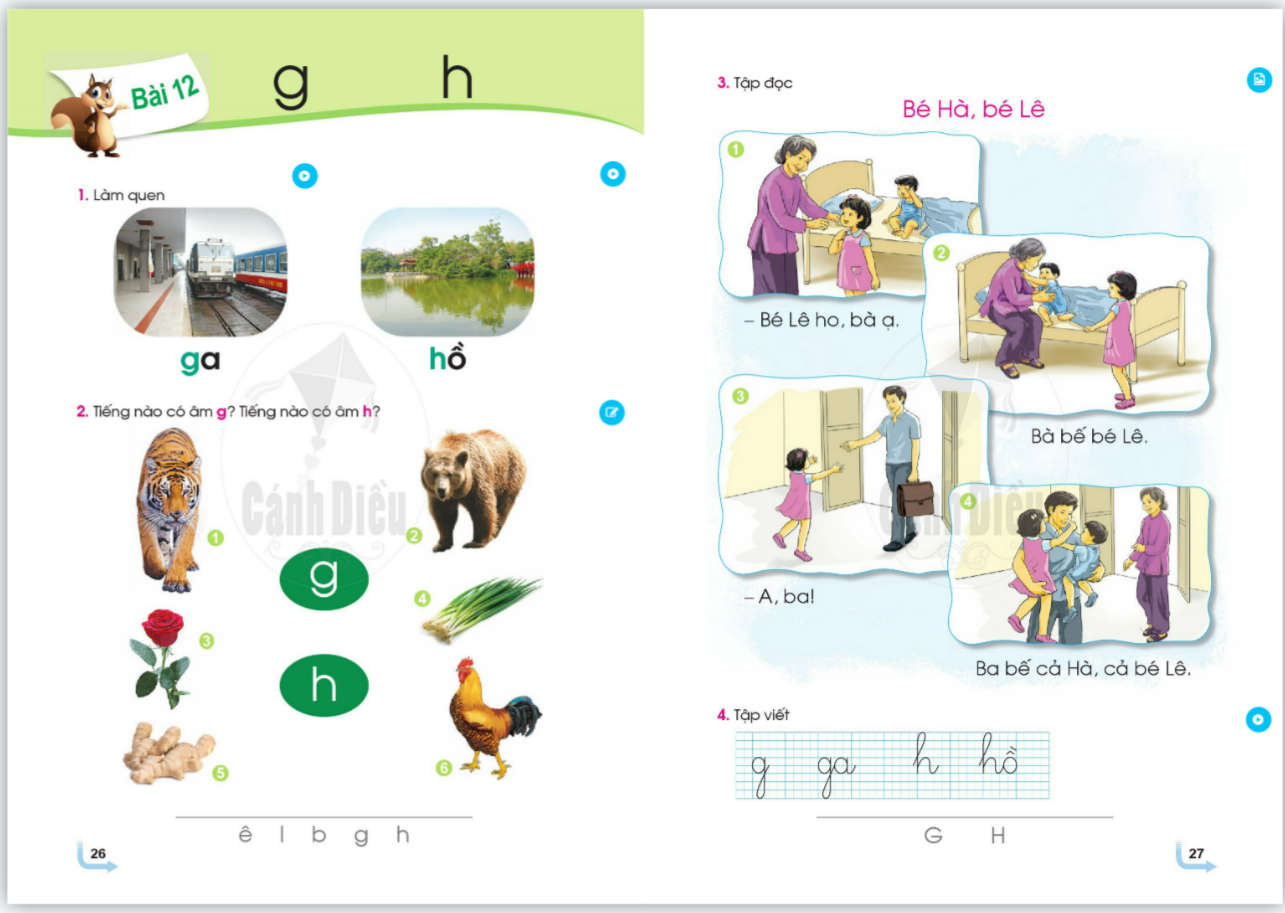 Bài 12
g h
1. Làm quen
ga
hồ
2. Tiếng nào có âm g? Tiếng nào có âm h?
Cánh Diều
1
2
g
4
3
h
5
6
ê l b g h
26
3. Tập đọc
Bé Hà, bé Lê
1
– Bé Lê ho, bà ạ.
2
Bà bế bé Lê.
3
– A, ba!
Cánh Diều
4
Ba bế cả Hà, cả bé Lê.
4. Tập viết
g ga h hồ
G H
27